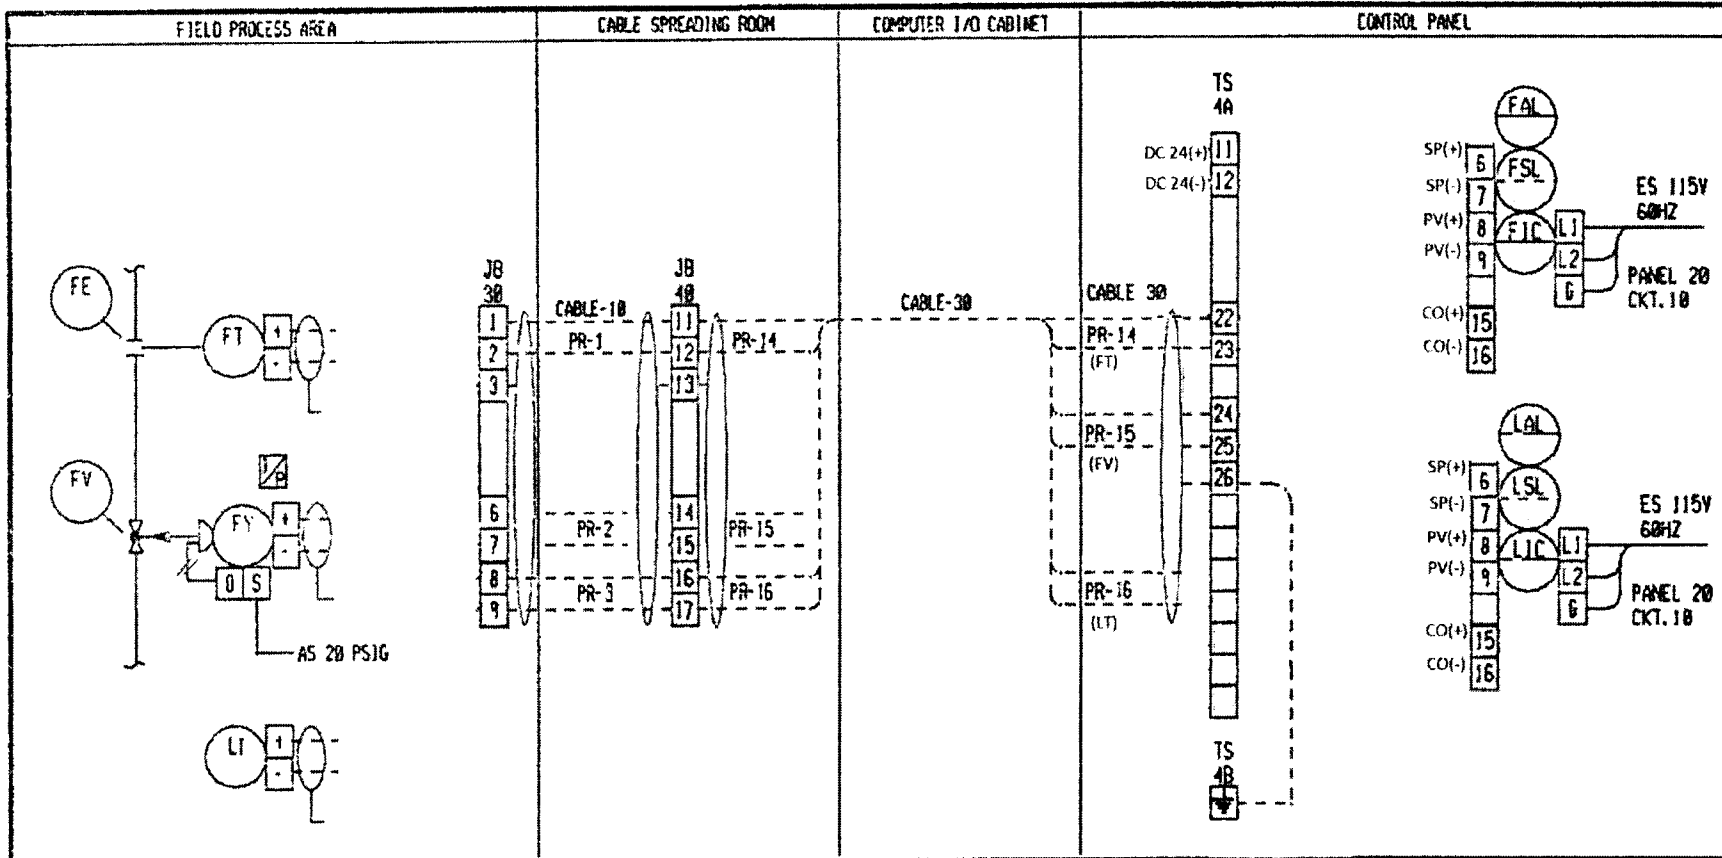 FIELD PROCESS AREA
CABLE SPREADING ROOM
COMPUTER I/O CABINET
CONTROL PANEL
FE
FT
+
-
FV
I/P
FY
+
-
O S
AS 20 PSIG
LT
+
-
JB
30
1
2
3
6
7
8
9
CABLE-10
PR-1
PR-2
PR-3
JB
40
11
12
13
14
15
16
17
PR-14
PR-15
PR-16
CABLE-30
CABLE 30
PR-14
(FT)
PR-15
(FV)
PR-16
(LT)
TS
4A
DC 24(+) 11
DC 24(-) 12
22
23
24
25
26
TS
4B
FAL
FSL
FIC
SP(+) 6
SP(-) 7
PV(+) 8
PV(-) 9
CO(+) 15
CO(-) 16
L1
L2
G
ES 115V
60HZ
PANEL 20
CKT.10
LAL
LSL
LIC
SP(+) 6
SP(-) 7
PV(+) 8
PV(-) 9
CO(+) 15
CO(-) 16
L1
L2
G
ES 115V
60HZ
PANEL 20
CKT.10